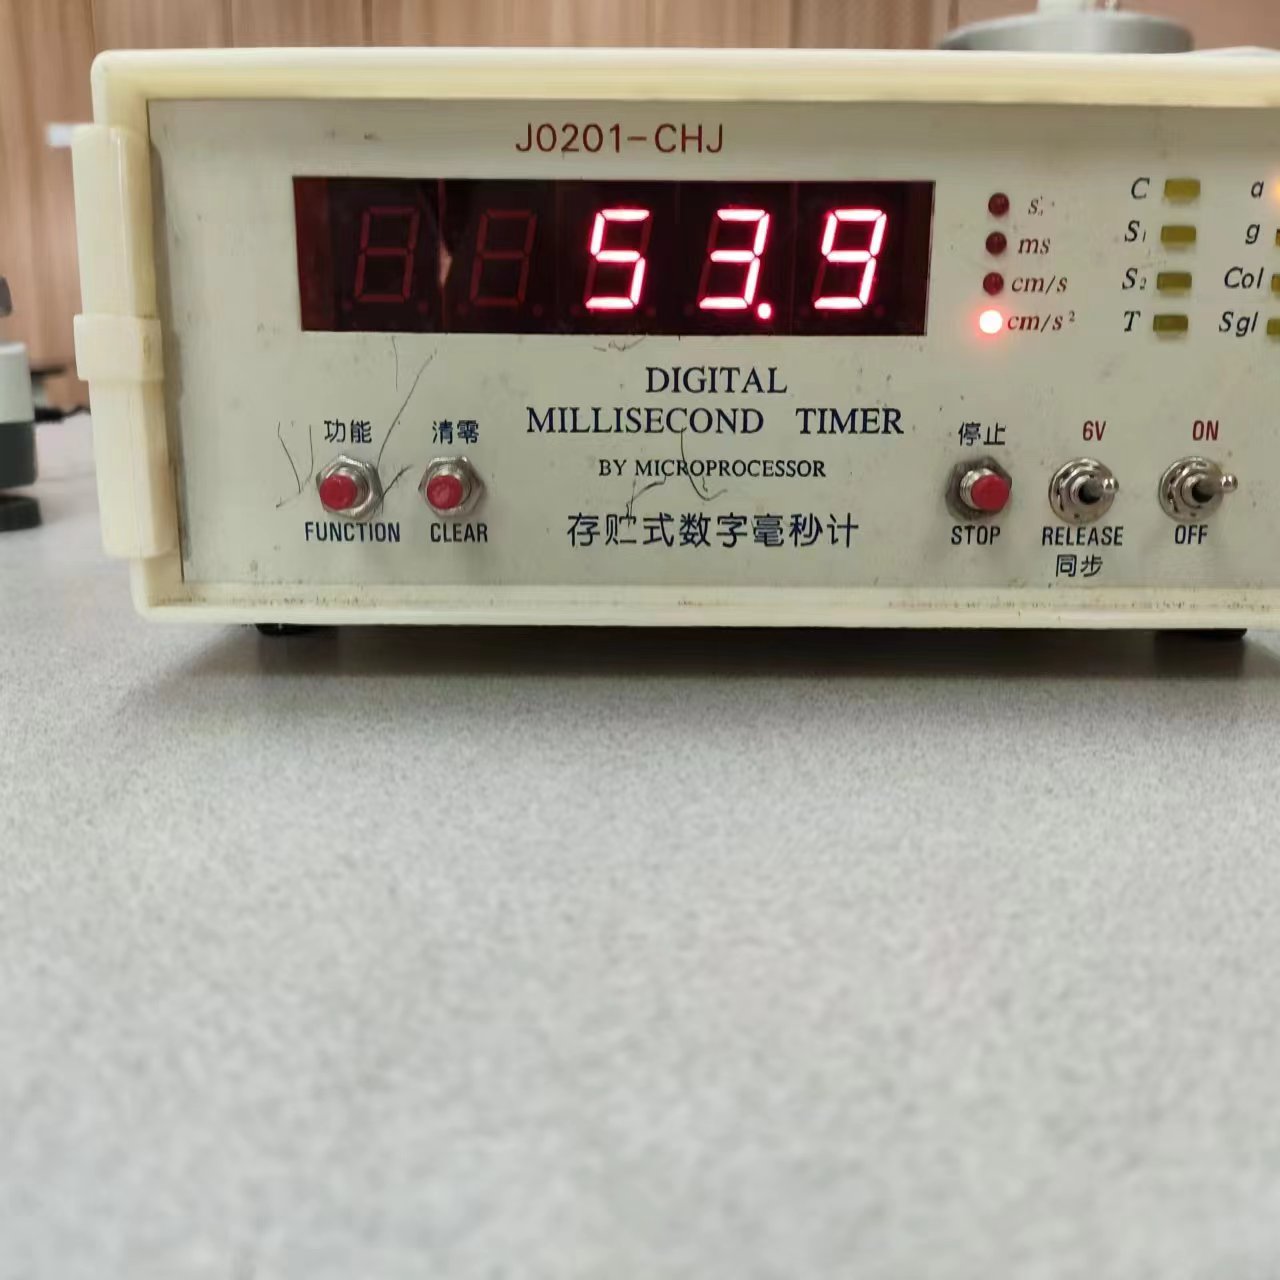 J0201-CHJ
53.9
s
ms
cm/s
cm/s²
C
S₁
S₂
T
a
g
Col
Sgl
DIGITAL
MILLISECOND TIMER
BY MICROPROCESSOR
存贮式数字毫秒计
功能
FUNCTION
清零
CLEAR
停止
STOP
6V
RELEASE
同步
ON
OFF